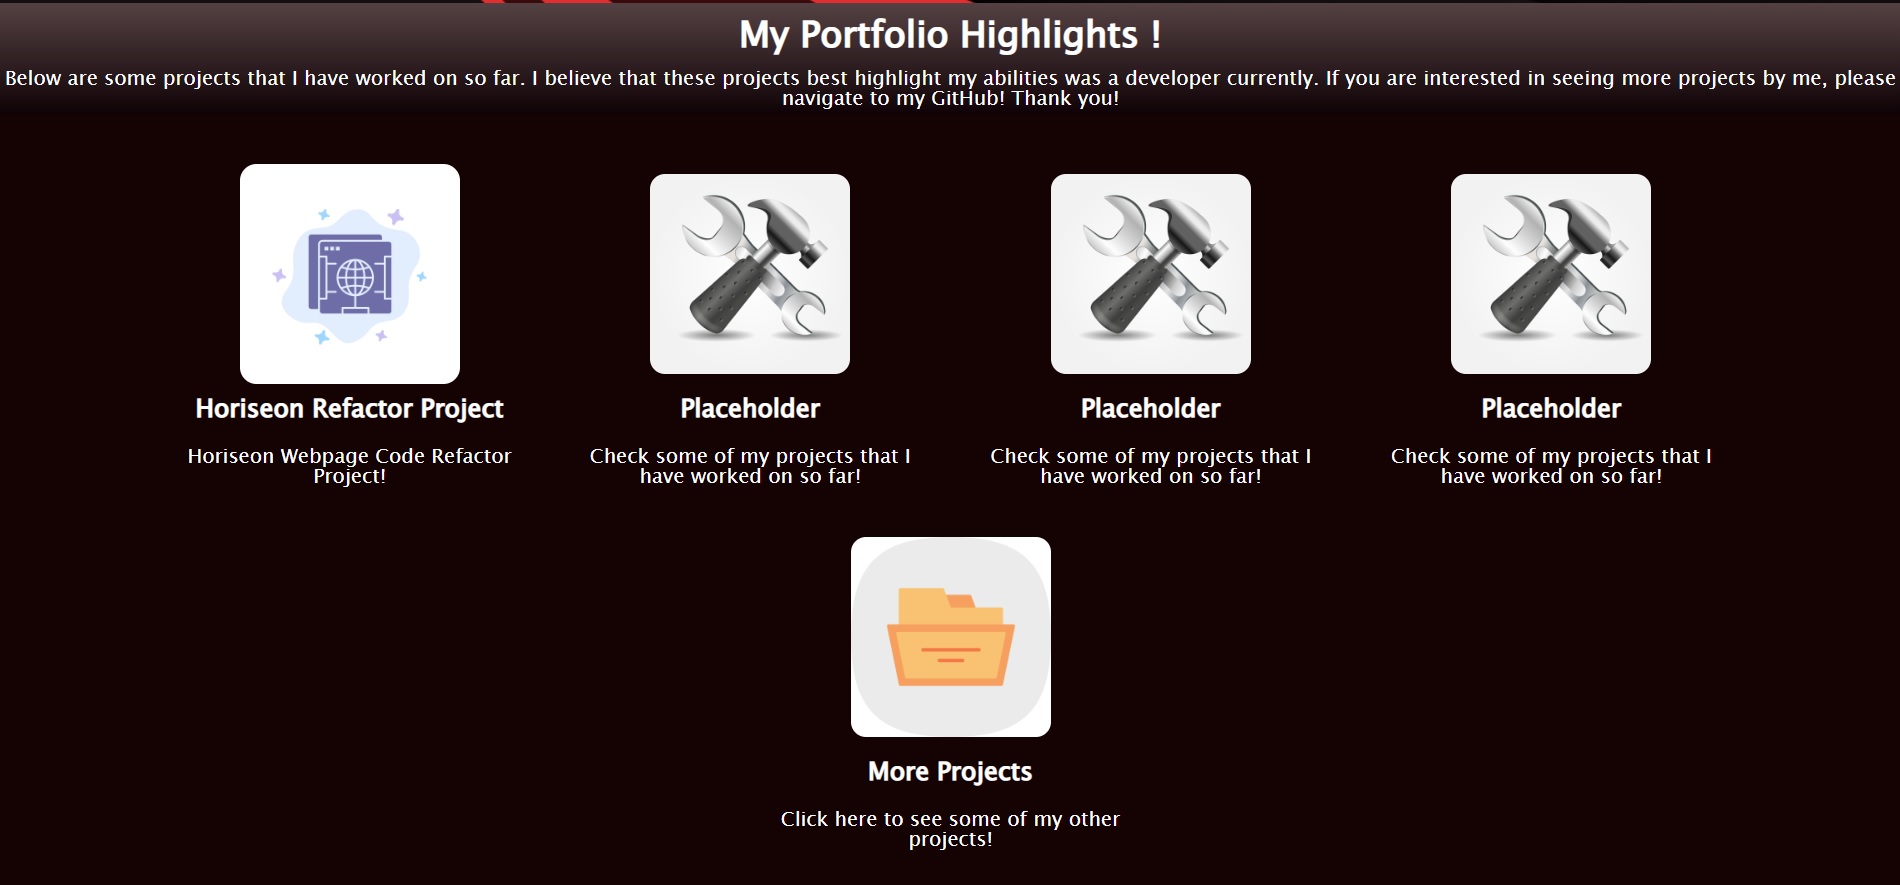 My Portfolio Highlights !
Below are some projects that I have worked on so far. I believe that these projects best highlight my abilities was a developer currently. If you are interested in seeing more projects by me, please
navigate to my GitHub! Thank you!
Horiseon Refactor Project
Horiseon Webpage Code Refactor
Project!
Placeholder
Check some of my projects that I
have worked on so far!
Placeholder
Check some of my projects that I
have worked on so far!
Placeholder
Check some of my projects that I
have worked on so far!
More Projects
Click here to see some of my other
projects!